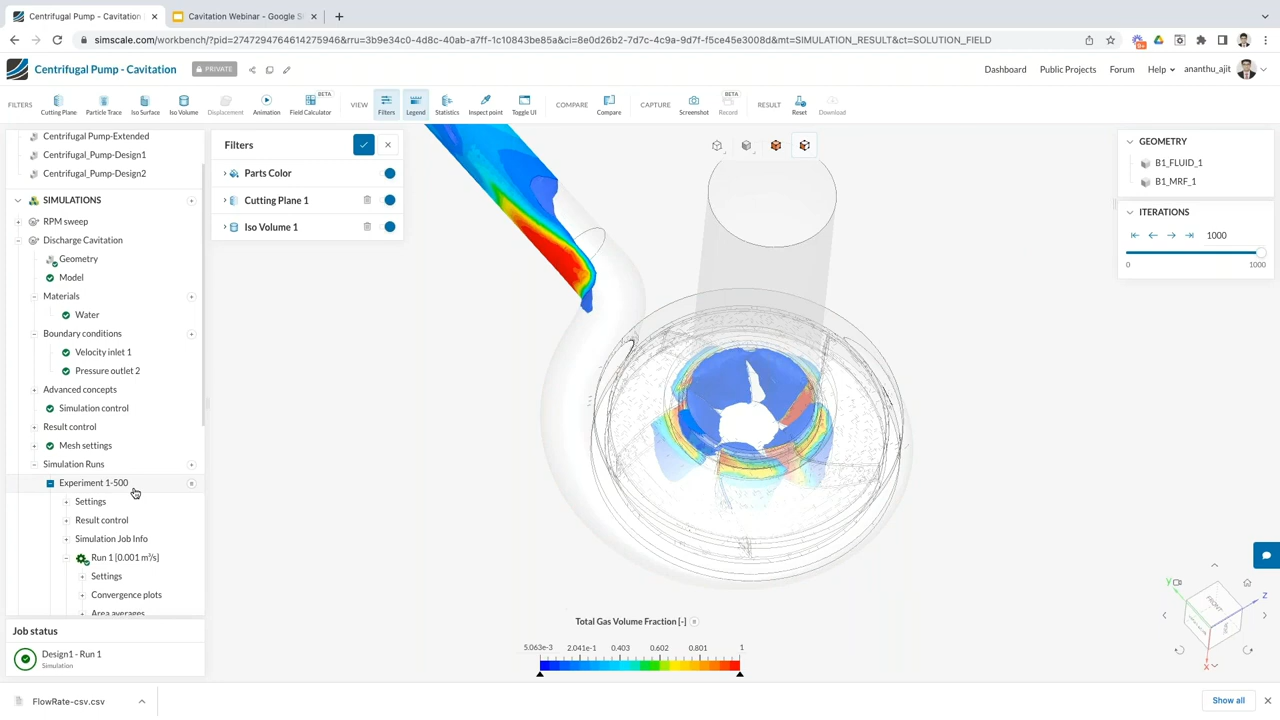 Centrifugal Pump - Cavitation
Cavitation Webinar - Google S
simscale.com/workbench/?pid=2747294764614275946&rru=3b9e34c0-4d8c-40ab-a7ff-1c10843be85a&ci=8e0d26b2-7d7c-4c9a-9d7f-f5ce45e3008d&mt=SIMULATION_RESULT&ct=SOLUTION_FIELD
Centrifugal Pump - Cavitation
PRIVATE
Dashboard
Public Projects
Forum
Help
ananthu_ajit
FILTERS
Cutting Plane
Particle Trace
Iso Surface
Iso Volume
Displacement
Animation
BETA
Field Calculator
VIEW
Filters
Legend
Statistics
Inspect point
Toggle UI
COMPARE
Compare
CAPTURE
Screenshot
BETA
Record
RESULT
Reset
Download
Centrifugal Pump-Extended
Centrifugal_Pump-Design1
Centrifugal_Pump-Design2
SIMULATIONS
RPM sweep
Discharge Cavitation
Geometry
Model
Materials
Water
Boundary conditions
Velocity inlet 1
Pressure outlet 2
Advanced concepts
Simulation control
Result control
Mesh settings
Simulation Runs
Experiment 1-500
Settings
Result control
Simulation Job Info
Run 1 [0.001 m³/s]
Settings
Convergence plots
Area averages
Job status
Design1 - Run 1
Simulation
Filters
Parts Color
Cutting Plane 1
Iso Volume 1
GEOMETRY
B1_FLUID_1
B1_MRF_1
ITERATIONS
1000
0
1000
Total Gas Volume Fraction [-]
5.063e-3
2.041e-1
0.403
0.602
0.801
1
Y
Z
X
FRONT
FlowRate-csv.csv
Show all